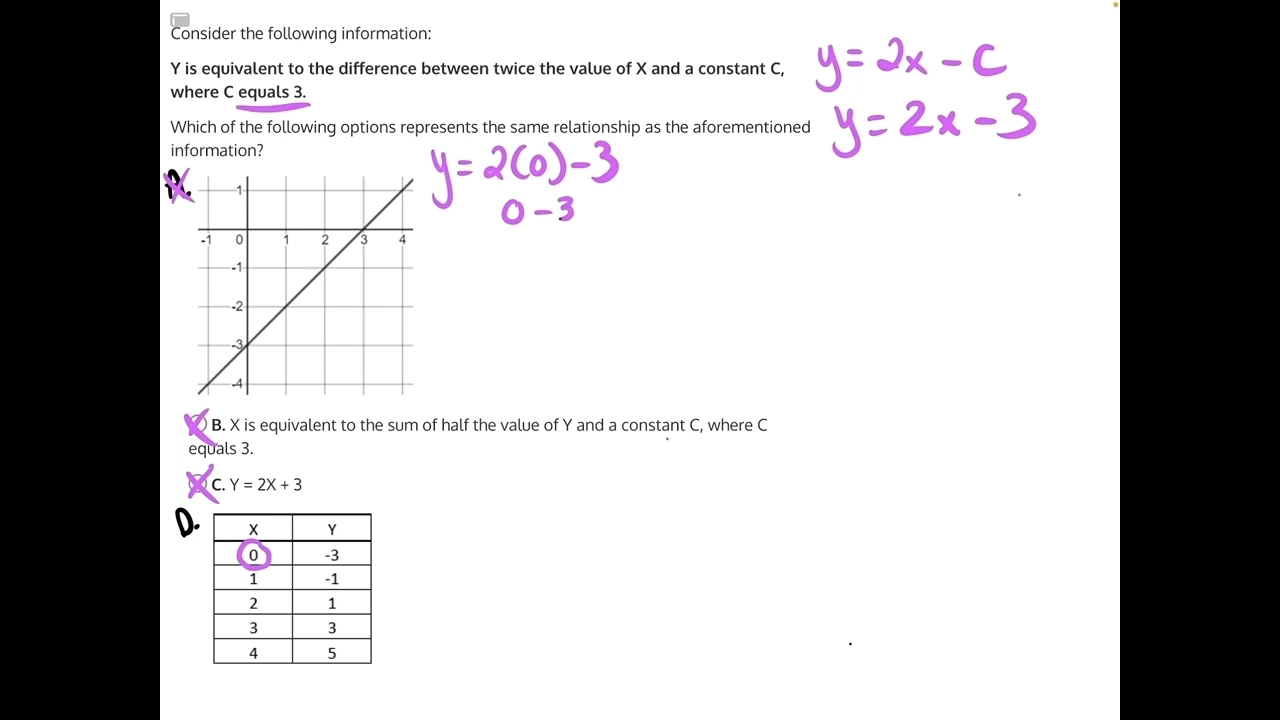 Consider the following information:
Y is equivalent to the difference between twice the value of X and a constant C,
where C equals 3.
y = 2x - C
y = 2x - 3
Which of the following options represents the same relationship as the aforementioned
information?
y = 2(0) - 3
0 - 3
A.
1
-1 0 1 2 3 4
-1
-2
-3
-4
B. X is equivalent to the sum of half the value of Y and a constant C, where C
equals 3.
C. Y = 2X + 3
D.
X Y
0 -3
1 -1
2 1
3 3
4 5